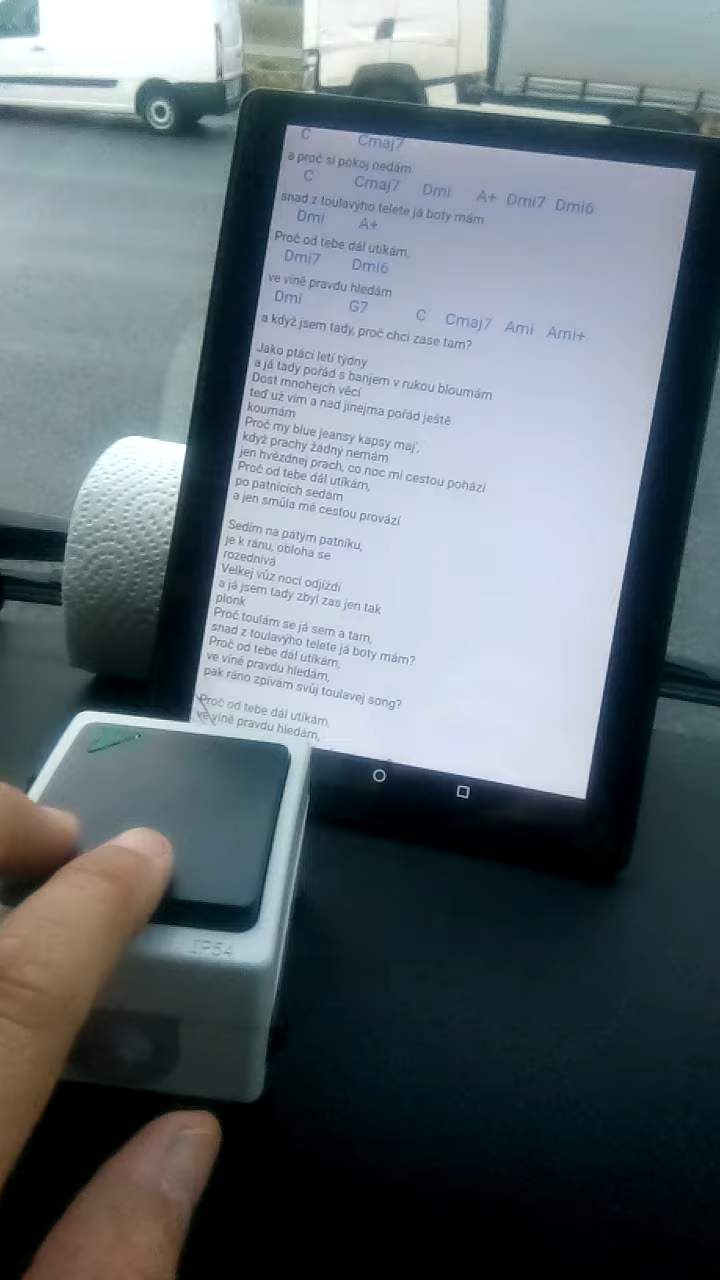 C Cmaj7
a proč si pokoj nedám
C Cmaj7 Dmi A+ Dmi7 Dmi6
snad z toulavýho telete já boty mám
Dmi A+
Proč od tebe dál utíkám,
Dmi7 Dmi6
ve víně pravdu hledám
Dmi G7 C Cmaj7 Ami Ami+
a když jsem tady, proč chci zase tam?
Jako ptáci letí týdny
a já tady pořád s banjem v rukou bloumám
Dost mnohejch věcí
teď už vím a nad jinejma pořád ještě
koumám
Proč my blue jeansy kapsy maj',
když prachy žádný nemám
jen hvězdnej prach, co noc mi cestou pohází
Proč od tebe dál utíkám,
po patnících sedám
a jen smůla mě cestou provází
Sedím na pátým patníku,
je k ránu, obloha se
rozednívá
Velkej vůz nocí odjíždí
a já jsem tady zbyl zas jen tak
plonk
Proč toulám se já sem a tam,
snad z toulavýho telete já boty mám?
Proč od tebe dál utíkám,
ve víně pravdu hledám,
pak ráno zpívám svůj toulavej song?
Proč od tebe dál utíkám,
ve víně pravdu hledám,
IP54